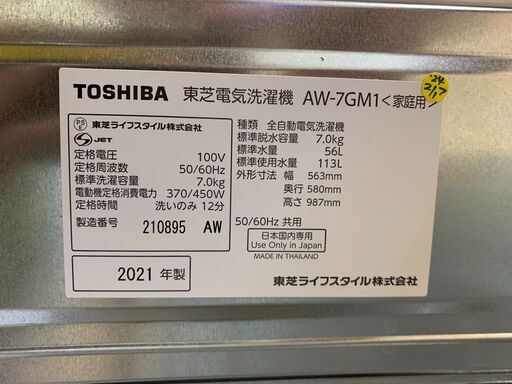 TOSHIBA 東芝電気洗濯機 AW-7GM1<家庭用>
'24
2/17
PS
E
東芝ライフスタイル株式会社
JET
定格電圧 100V
定格周波数 50/60Hz
標準洗濯容量 7.0kg
電動機定格消費電力 370/450W
定格時間 洗いのみ 12分
製造番号 210895 AW
種類 全自動電気洗濯機
標準脱水容量 7.0kg
標準水量 56L
標準使用水量 113L
外形寸法 幅 563mm
奥行 580mm
高さ 987mm
50/60Hz 共用
日本国内専用
Use Only in Japan
MADE IN THAILAND
2021 年製
東芝ライフスタイル株式会社